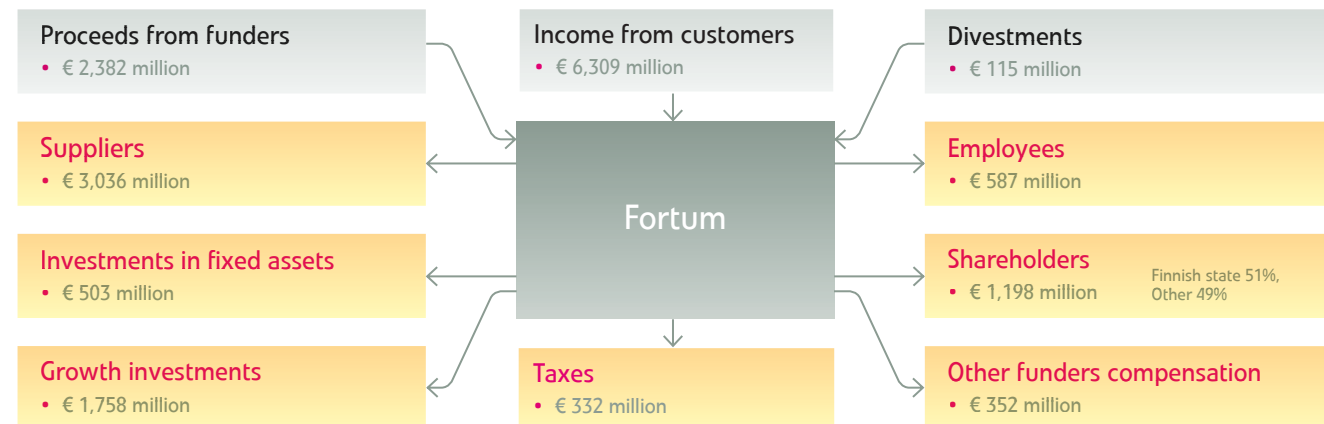 Proceeds from funders
• € 2,382 million
Income from customers
• € 6,309 million
Divestments
• € 115 million
Suppliers
• € 3,036 million
Fortum
Employees
• € 587 million
Investments in fixed assets
• € 503 million
Shareholders
• € 1,198 million
Finnish state 51%,
Other 49%
Growth investments
• € 1,758 million
Taxes
• € 332 million
Other funders compensation
• € 352 million